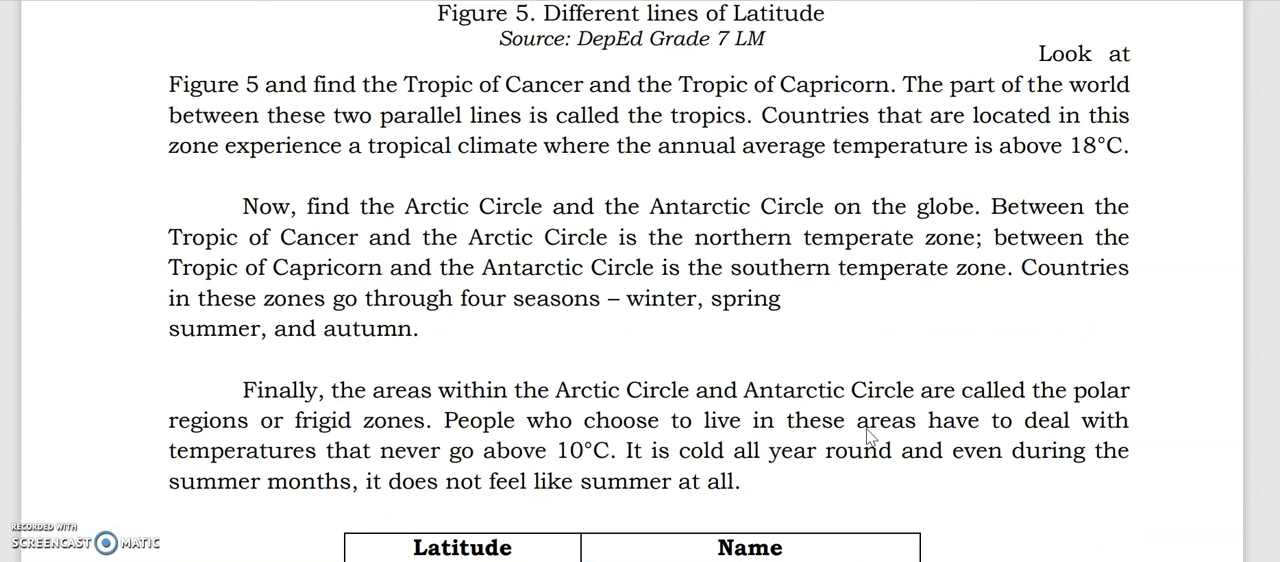 Figure 5. Different lines of Latitude
Source: DepEd Grade 7 LM
Look at
Figure 5 and find the Tropic of Cancer and the Tropic of Capricorn. The part of the world
between these two parallel lines is called the tropics. Countries that are located in this
zone experience a tropical climate where the annual average temperature is above 18°C.
Now, find the Arctic Circle and the Antarctic Circle on the globe. Between the
Tropic of Cancer and the Arctic Circle is the northern temperate zone; between the
Tropic of Capricorn and the Antarctic Circle is the southern temperate zone. Countries
in these zones go through four seasons – winter, spring
summer, and autumn.
Finally, the areas within the Arctic Circle and Antarctic Circle are called the polar
regions or frigid zones. People who choose to live in these areas have to deal with
temperatures that never go above 10°C. It is cold all year round and even during the
summer months, it does not feel like summer at all.
RECORDED WITH
SCREENCAST MATIC
Latitude Name